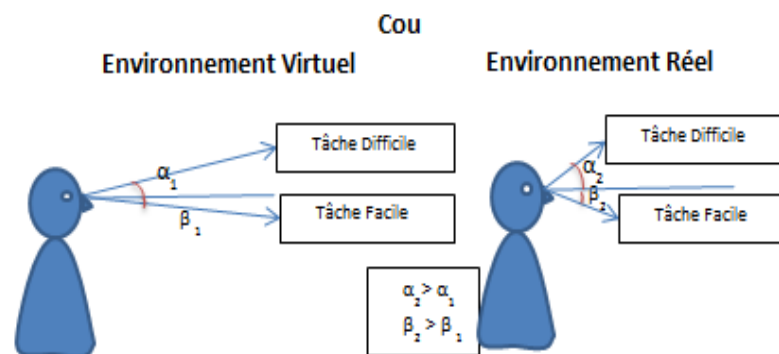 Cou
Environnement Virtuel
Environnement Réel
Tâche Difficile
α₁
Tâche Facile
β₁
Tâche Difficile
α₂
β₂
Tâche Facile
α₂ > α₁
β₂ > β₁